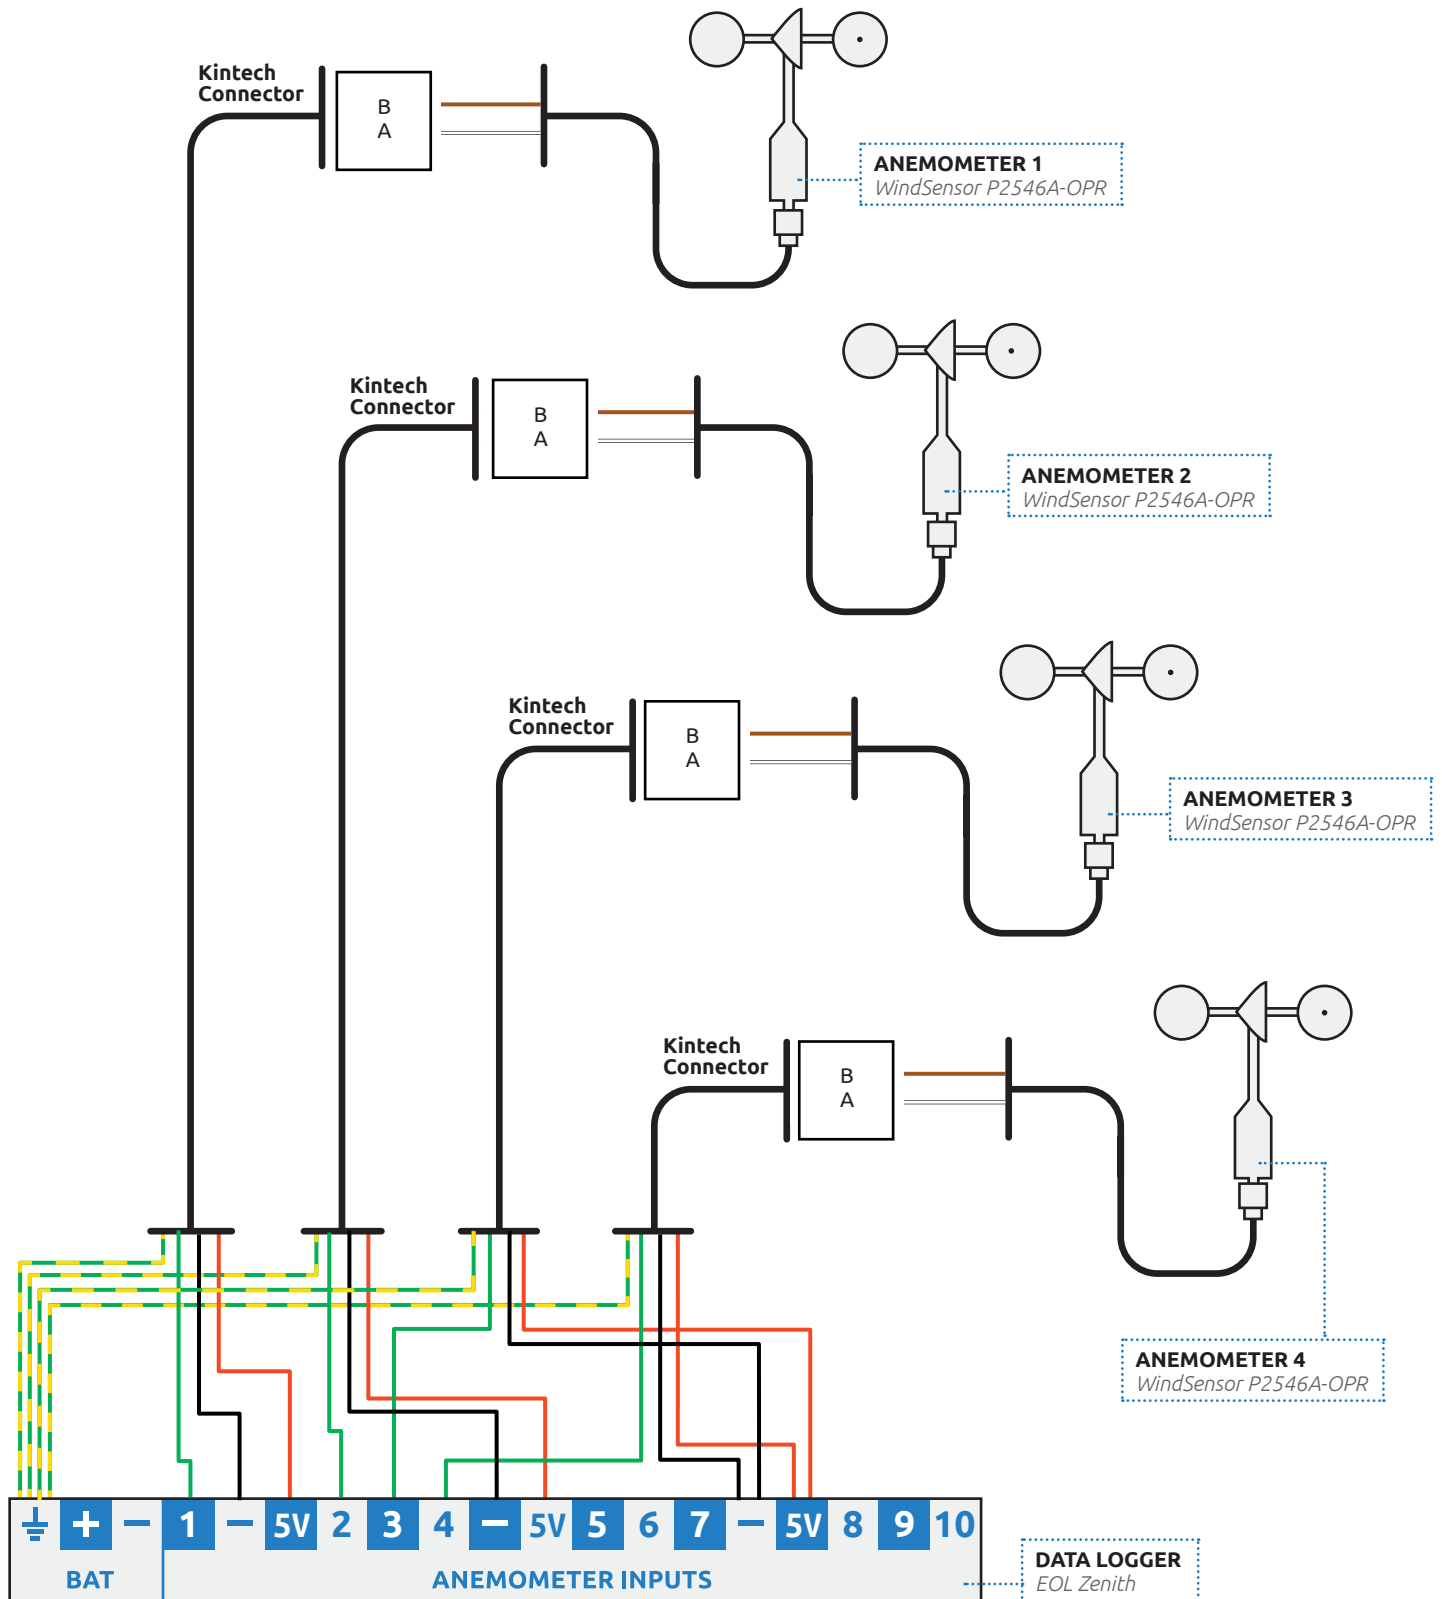 Kintech
Connector
B
A
ANEMOMETER 1
WindSensor P2546A-OPR
Kintech
Connector
B
A
ANEMOMETER 2
WindSensor P2546A-OPR
Kintech
Connector
B
A
ANEMOMETER 3
WindSensor P2546A-OPR
Kintech
Connector
B
A
ANEMOMETER 4
WindSensor P2546A-OPR
+ − 1 − 5V 2 3 4 − 5V 5 6 7 − 5V 8 9 10
BAT
ANEMOMETER INPUTS
DATA LOGGER
EOL Zenith